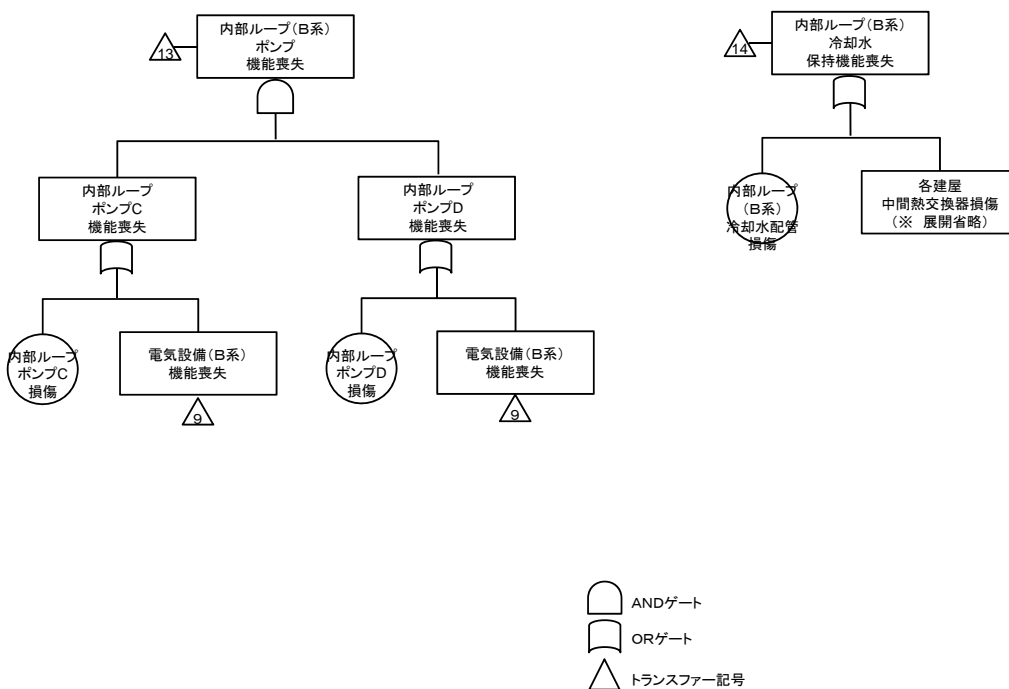 13
内部ループ(B系)
ポンプ
機能喪失
内部ループ
ポンプC
機能喪失
内部ループ
ポンプD
機能喪失
内部ループ
ポンプC
損傷
電気設備(B系)
機能喪失
9
内部ループ
ポンプD
損傷
電気設備(B系)
機能喪失
9
14
内部ループ(B系)
冷却水
保持機能喪失
内部ループ
(B系)
冷却水配管
損傷
各建屋
中間熱交換器損傷
(※ 展開省略)
ANDゲート
ORゲート
トランスファー記号